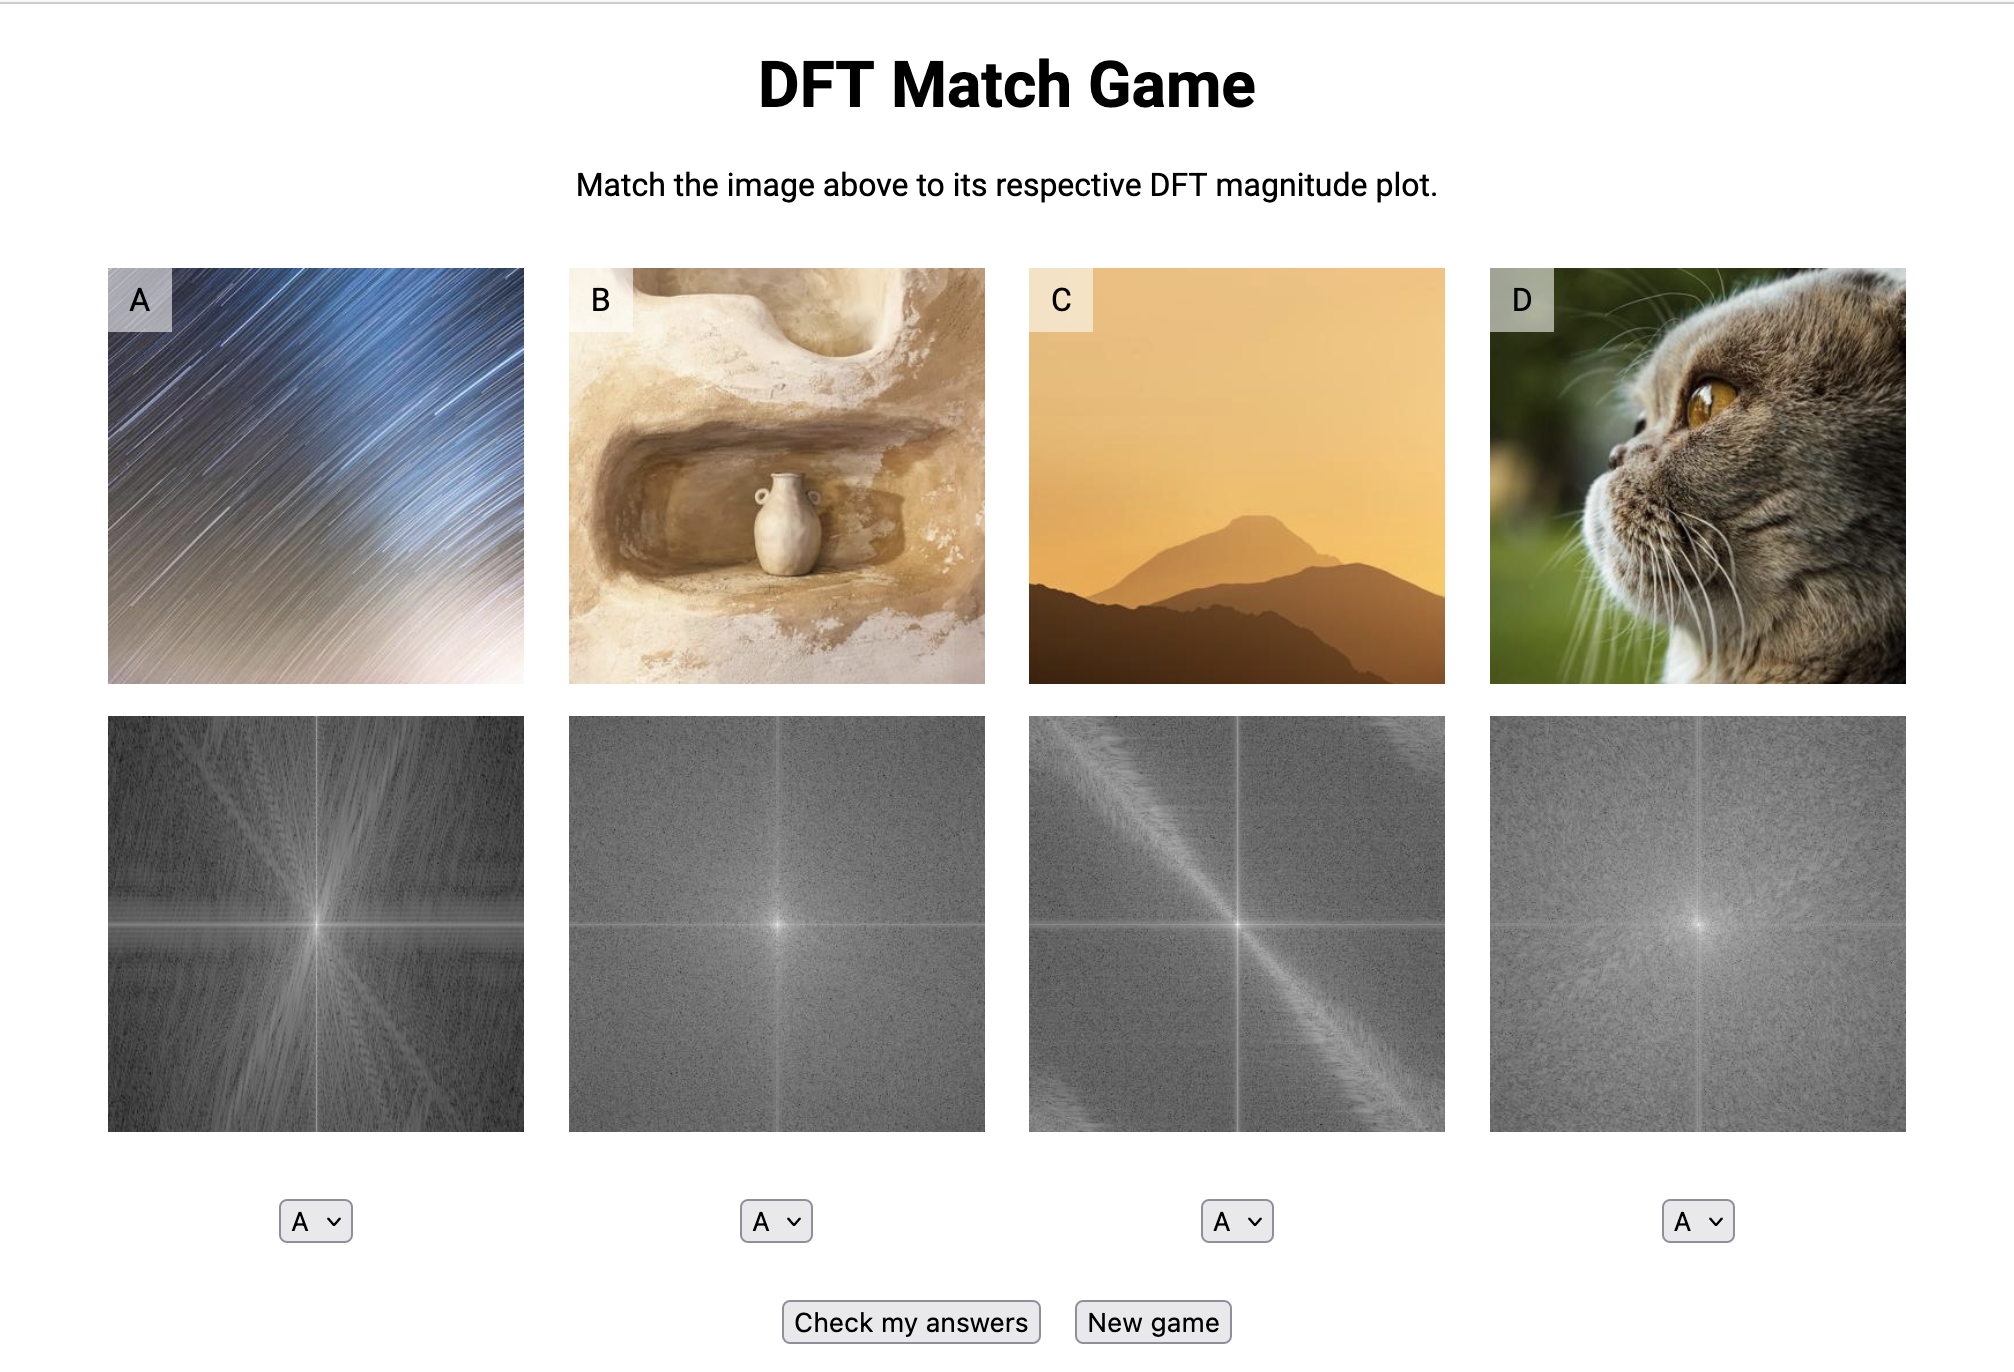 DFT Match Game
Match the image above to its respective DFT magnitude plot.
A
B
C
D
A
A
A
A
Check my answers
New game